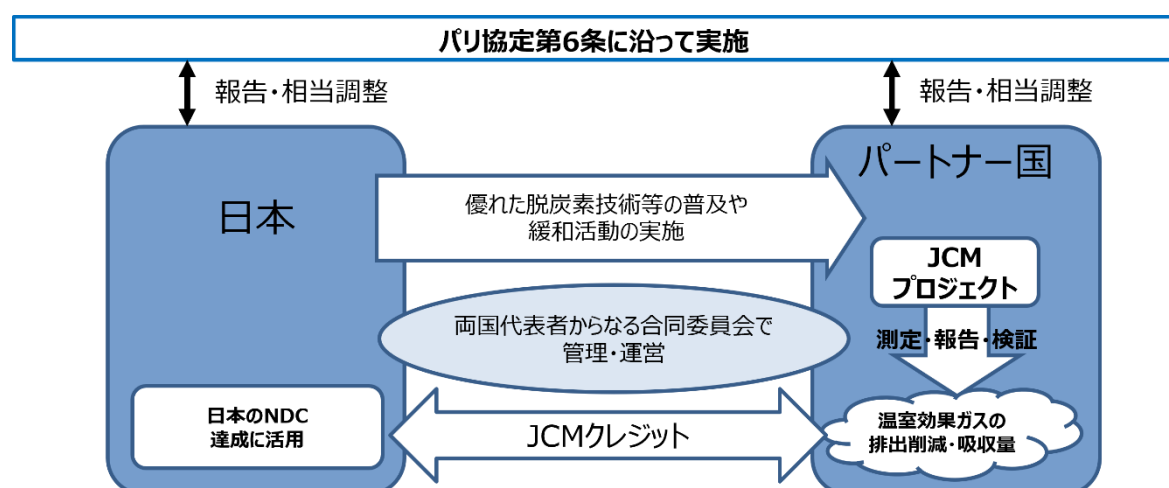 パリ協定第6条に沿って実施
報告・相当調整
報告・相当調整
日本
パートナー国
優れた脱炭素技術等の普及や
緩和活動の実施
JCM
プロジェクト
両国代表者からなる合同委員会で
管理・運営
測定・報告・検証
日本のNDC
達成に活用
JCMクレジット
温室効果ガスの
排出削減・吸収量